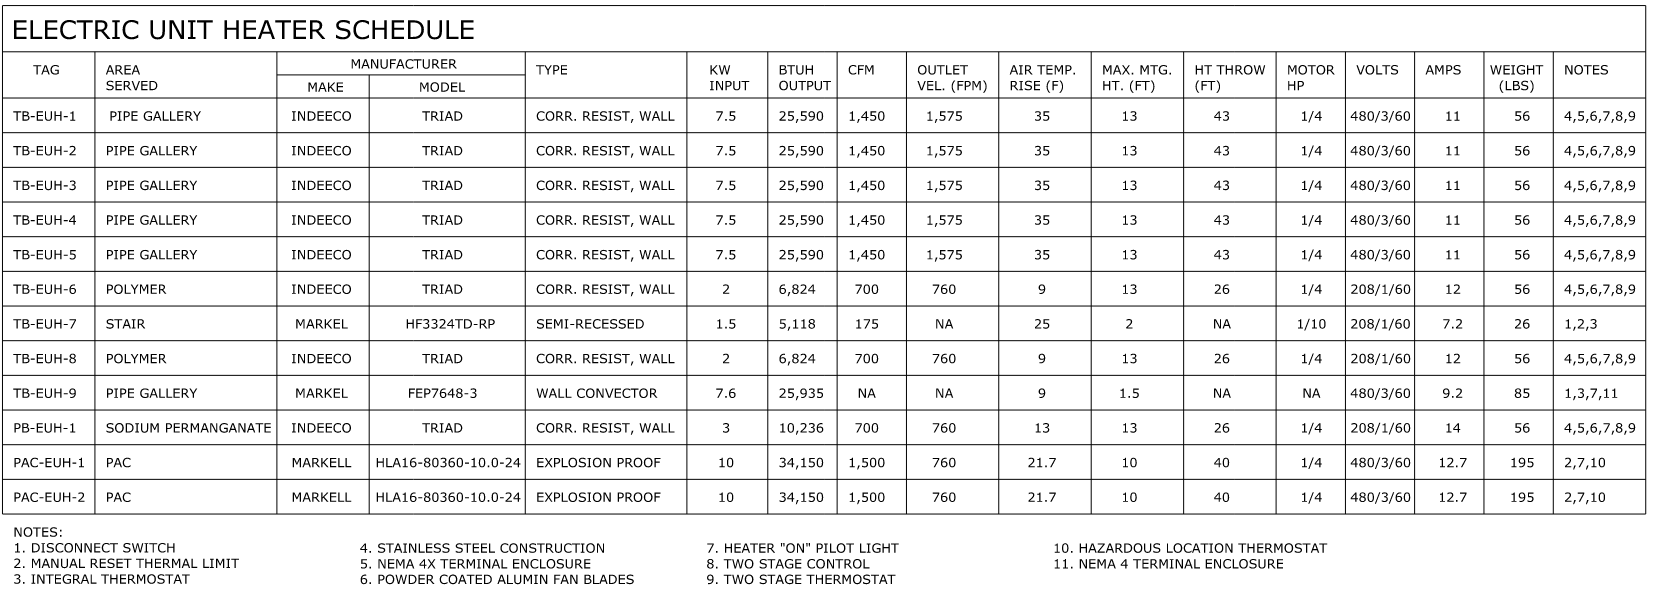 ELECTRIC UNIT HEATER SCHEDULE
TAG AREA SERVED MANUFACTURER MAKE MODEL TYPE KW INPUT BTUH OUTPUT CFM OUTLET VEL. (FPM) AIR TEMP. RISE (F) MAX. MTG. HT. (FT) HT THROW (FT) MOTOR HP VOLTS AMPS WEIGHT (LBS) NOTES
TB-EUH-1 PIPE GALLERY INDEECO TRIAD CORR. RESIST, WALL 7.5 25,590 1,450 1,575 35 13 43 1/4 480/3/60 11 56 4,5,6,7,8,9
TB-EUH-2 PIPE GALLERY INDEECO TRIAD CORR. RESIST, WALL 7.5 25,590 1,450 1,575 35 13 43 1/4 480/3/60 11 56 4,5,6,7,8,9
TB-EUH-3 PIPE GALLERY INDEECO TRIAD CORR. RESIST, WALL 7.5 25,590 1,450 1,575 35 13 43 1/4 480/3/60 11 56 4,5,6,7,8,9
TB-EUH-4 PIPE GALLERY INDEECO TRIAD CORR. RESIST, WALL 7.5 25,590 1,450 1,575 35 13 43 1/4 480/3/60 11 56 4,5,6,7,8,9
TB-EUH-5 PIPE GALLERY INDEECO TRIAD CORR. RESIST, WALL 7.5 25,590 1,450 1,575 35 13 43 1/4 480/3/60 11 56 4,5,6,7,8,9
TB-EUH-6 POLYMER INDEECO TRIAD CORR. RESIST, WALL 2 6,824 700 760 9 13 26 1/4 208/1/60 12 56 4,5,6,7,8,9
TB-EUH-7 STAIR MARKEL HF3324TD-RP SEMI-RECESSED 1.5 5,118 175 NA 25 2 NA 1/10 208/1/60 7.2 26 1,2,3
TB-EUH-8 POLYMER INDEECO TRIAD CORR. RESIST, WALL 2 6,824 700 760 9 13 26 1/4 208/1/60 12 56 4,5,6,7,8,9
TB-EUH-9 PIPE GALLERY MARKEL FEP7648-3 WALL CONVECTOR 7.6 25,935 NA NA 9 1.5 NA NA 480/3/60 9.2 85 1,3,7,11
PB-EUH-1 SODIUM PERMANGANATE INDEECO TRIAD CORR. RESIST, WALL 3 10,236 700 760 13 13 26 1/4 208/1/60 14 56 4,5,6,7,8,9
PAC-EUH-1 PAC MARKELL HLA16-80360-10.0-24 EXPLOSION PROOF 10 34,150 1,500 760 21.7 10 40 1/4 480/3/60 12.7 195 2,7,10
PAC-EUH-2 PAC MARKELL HLA16-80360-10.0-24 EXPLOSION PROOF 10 34,150 1,500 760 21.7 10 40 1/4 480/3/60 12.7 195 2,7,10
NOTES:
1. DISCONNECT SWITCH
2. MANUAL RESET THERMAL LIMIT
3. INTEGRAL THERMOSTAT
4. STAINLESS STEEL CONSTRUCTION
5. NEMA 4X TERMINAL ENCLOSURE
6. POWDER COATED ALUMIN FAN BLADES
7. HEATER "ON" PILOT LIGHT
8. TWO STAGE CONTROL
9. TWO STAGE THERMOSTAT
10. HAZARDOUS LOCATION THERMOSTAT
11. NEMA 4 TERMINAL ENCLOSURE